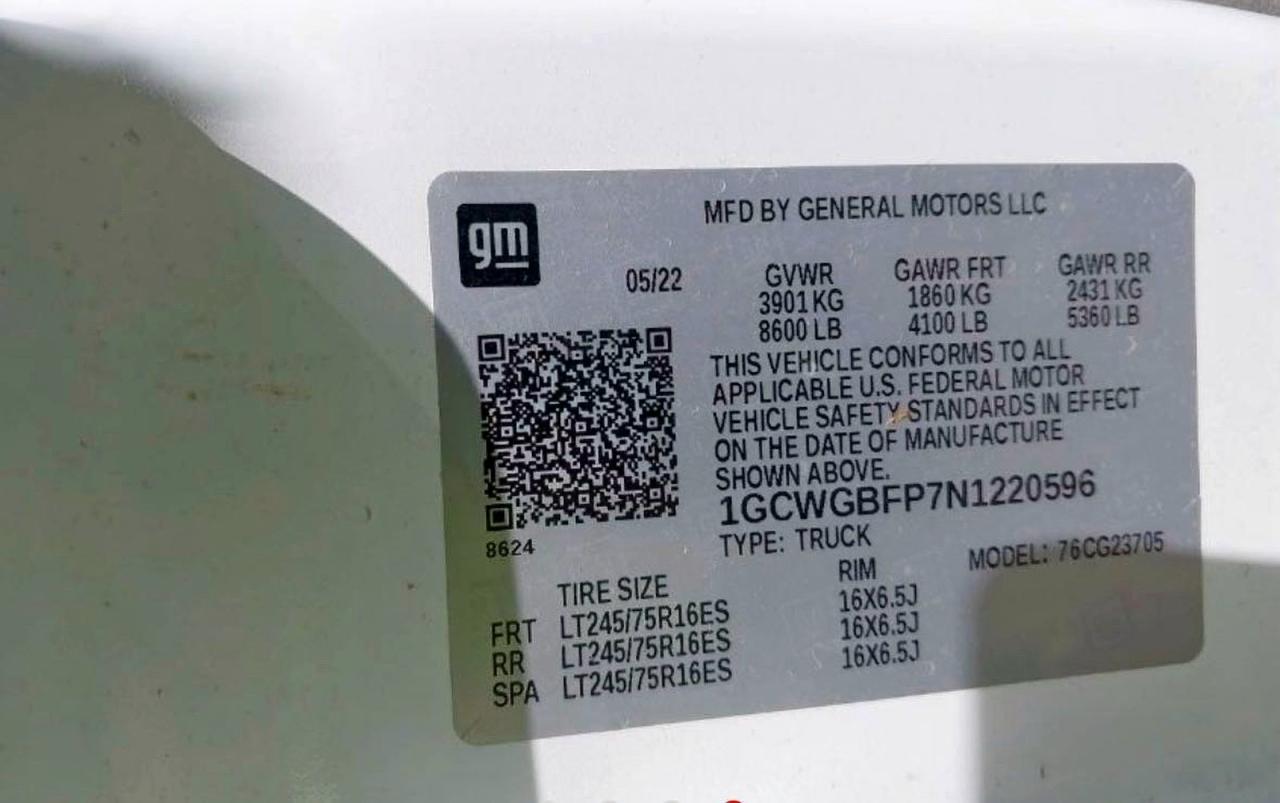 gm
MFD BY GENERAL MOTORS LLC
05/22 GVWR GAWR FRT GAWR RR
3901 KG 1860 KG 2431 KG
8600 LB 4100 LB 5360 LB
THIS VEHICLE CONFORMS TO ALL
APPLICABLE U.S. FEDERAL MOTOR
VEHICLE SAFETY STANDARDS IN EFFECT
ON THE DATE OF MANUFACTURE
SHOWN ABOVE.
1GCWGBFP7N1220596
8624
TYPE: TRUCK MODEL: 76CG23705
TIRE SIZE RIM
FRT LT245/75R16ES 16X6.5J
RR LT245/75R16ES 16X6.5J
SPA LT245/75R16ES 16X6.5J